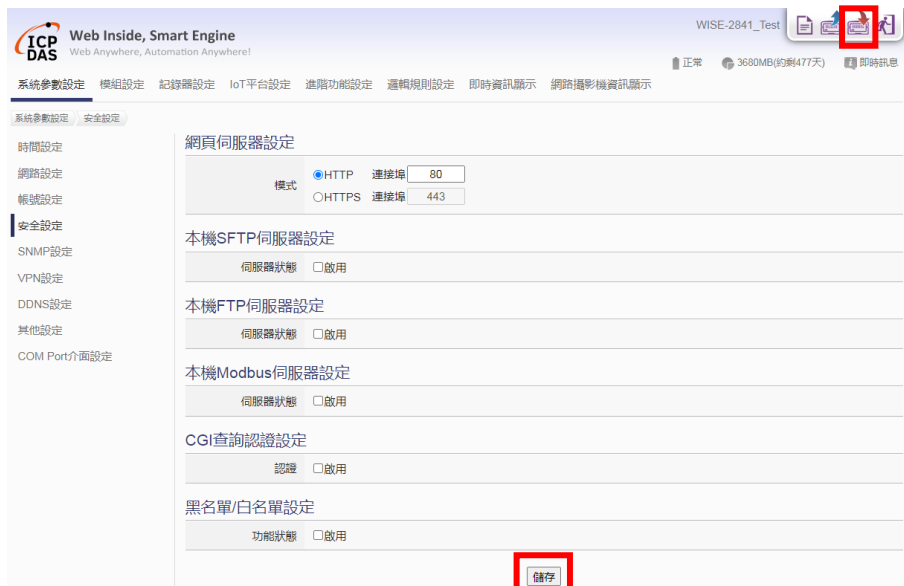 ICP DAS
Web Inside, Smart Engine
Web Anywhere, Automation Anywhere!
WISE-2841_Test
正常 3680MB(約剩477天) 即時訊息
系統參數設定 模組設定 記錄器設定 IoT平台設定 進階功能設定 邏輯規則設定 即時資訊顯示 網路攝影機資訊顯示
系統參數設定 安全設定
時間設定
網路設定
帳號設定
安全設定
SNMP設定
VPN設定
DDNS設定
其他設定
COM Port介面設定
網頁伺服器設定
模式
HTTP 連接埠 80
HTTPS 連接埠 443
本機SFTP伺服器設定
伺服器狀態 啟用
本機FTP伺服器設定
伺服器狀態 啟用
本機Modbus伺服器設定
伺服器狀態 啟用
CGI查詢認證設定
認證 啟用
黑名單/白名單設定
功能狀態 啟用
儲存